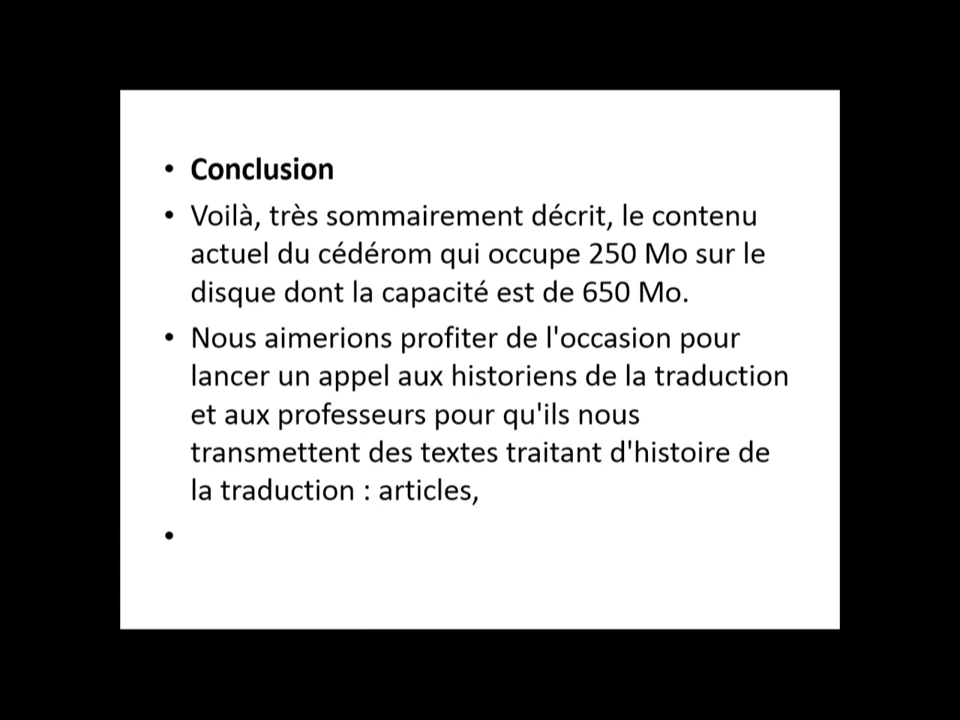 • Conclusion
• Voilà, très sommairement décrit, le contenu
actuel du cédérom qui occupe 250 Mo sur le
disque dont la capacité est de 650 Mo.
• Nous aimerions profiter de l'occasion pour
lancer un appel aux historiens de la traduction
et aux professeurs pour qu'ils nous
transmettent des textes traitant d'histoire de
la traduction : articles,
•